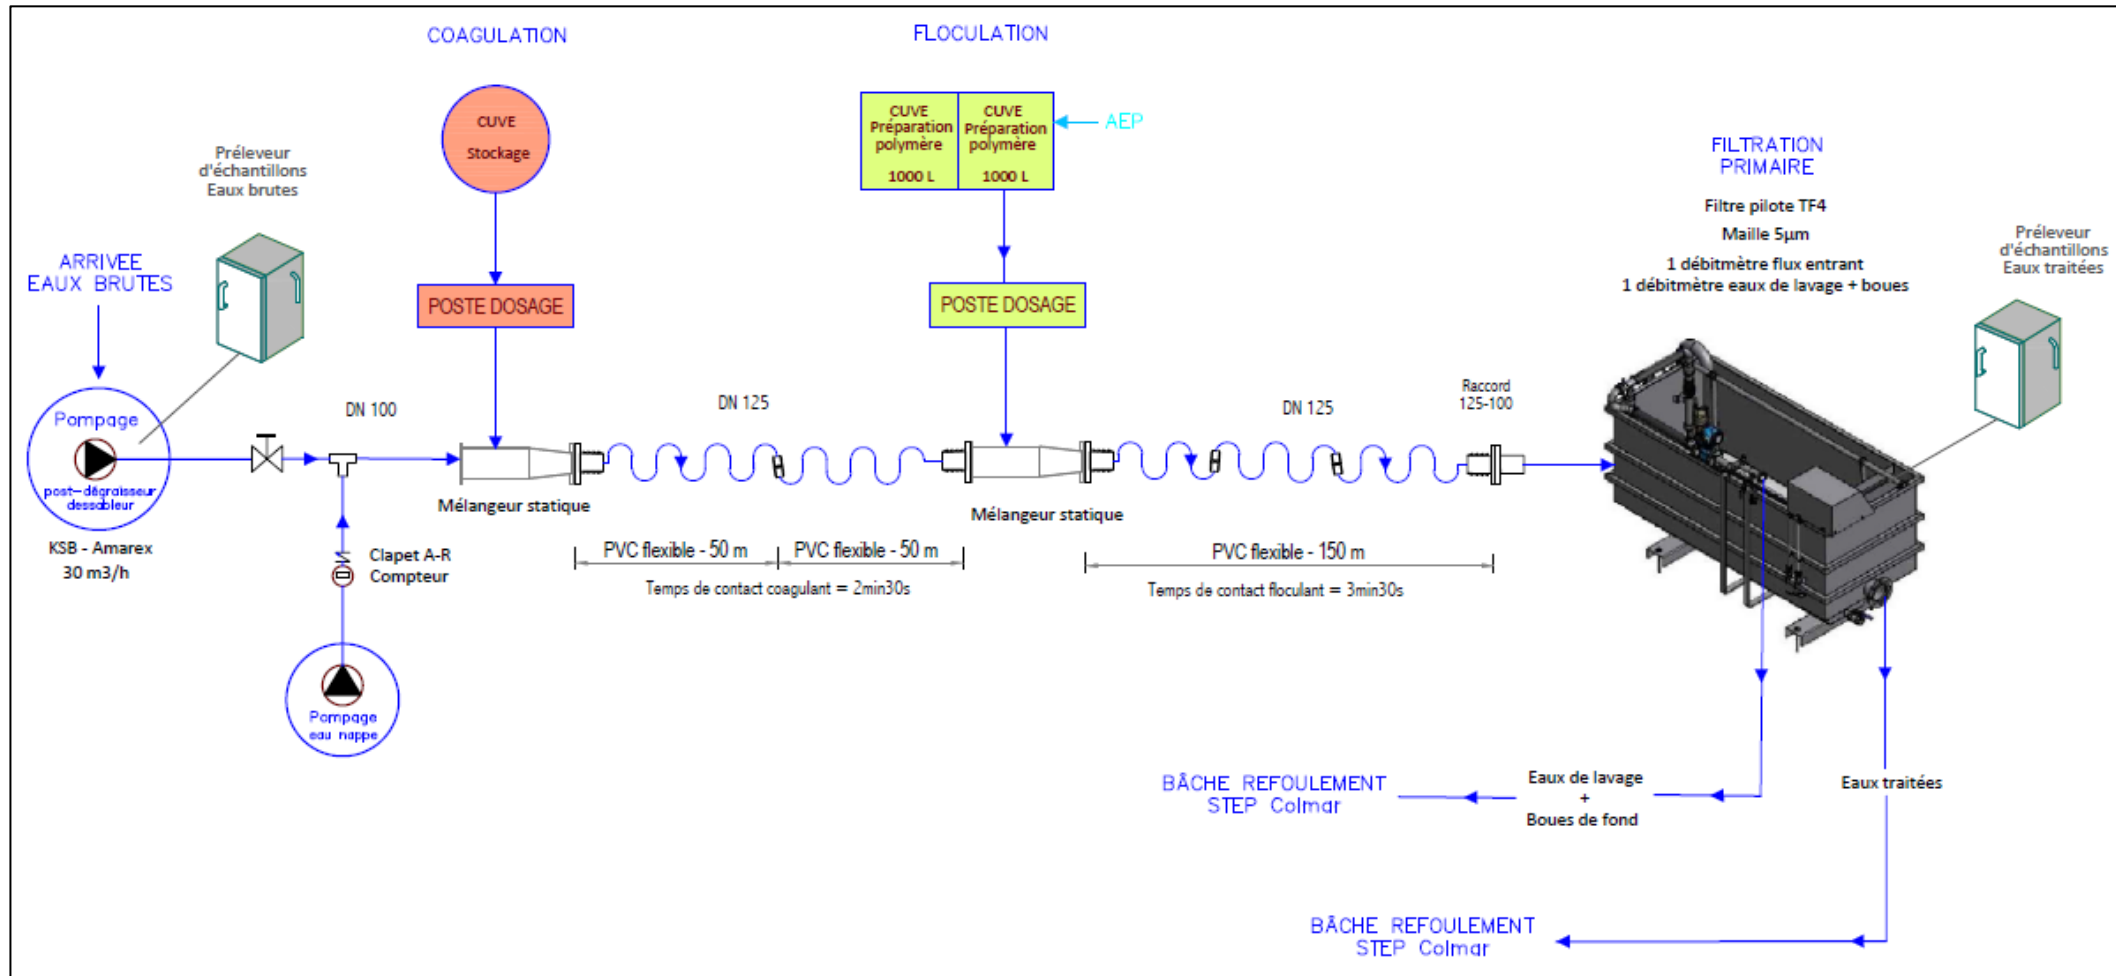 COAGULATION
FLOCULATION
CUVE
Stockage
CUVE
Préparation
polymère
1000 L
CUVE
Préparation
polymère
1000 L
AEP
Préleveur
d'échantillons
Eaux brutes
FILTRATION
PRIMAIRE
Filtre pilote TF4
Maille 5µm
1 débitmètre flux entrant
1 débitmètre eaux de lavage + boues
Préleveur
d'échantillons
Eaux traitées
ARRIVEE
EAUX BRUTES
POSTE DOSAGE
POSTE DOSAGE
Pompage
post-dégraisseur
dessableur
KSB - Amarex
30 m3/h
DN 100
DN 125
DN 125
Raccord
125-100
Mélangeur statique
Mélangeur statique
Clapet A-R
Compteur
PVC flexible - 50 m
PVC flexible - 50 m
Temps de contact coagulant = 2min30s
PVC flexible - 150 m
Temps de contact floculant = 3min30s
Pompage
eau nappe
BÂCHE REFOULEMENT
STEP Colmar
Eaux de lavage
+
Boues de fond
Eaux traitées
BÂCHE REFOULEMENT
STEP Colmar